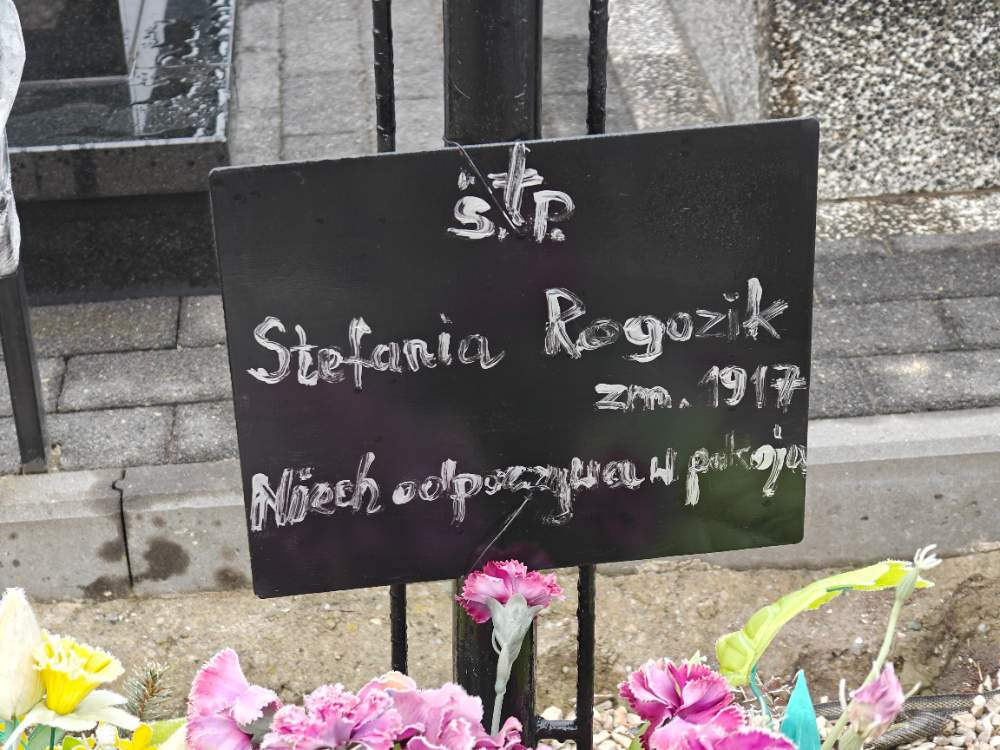 ś.†p.
Stefania Rogozik
zm. 1917
Niech odpoczywa w pokoju